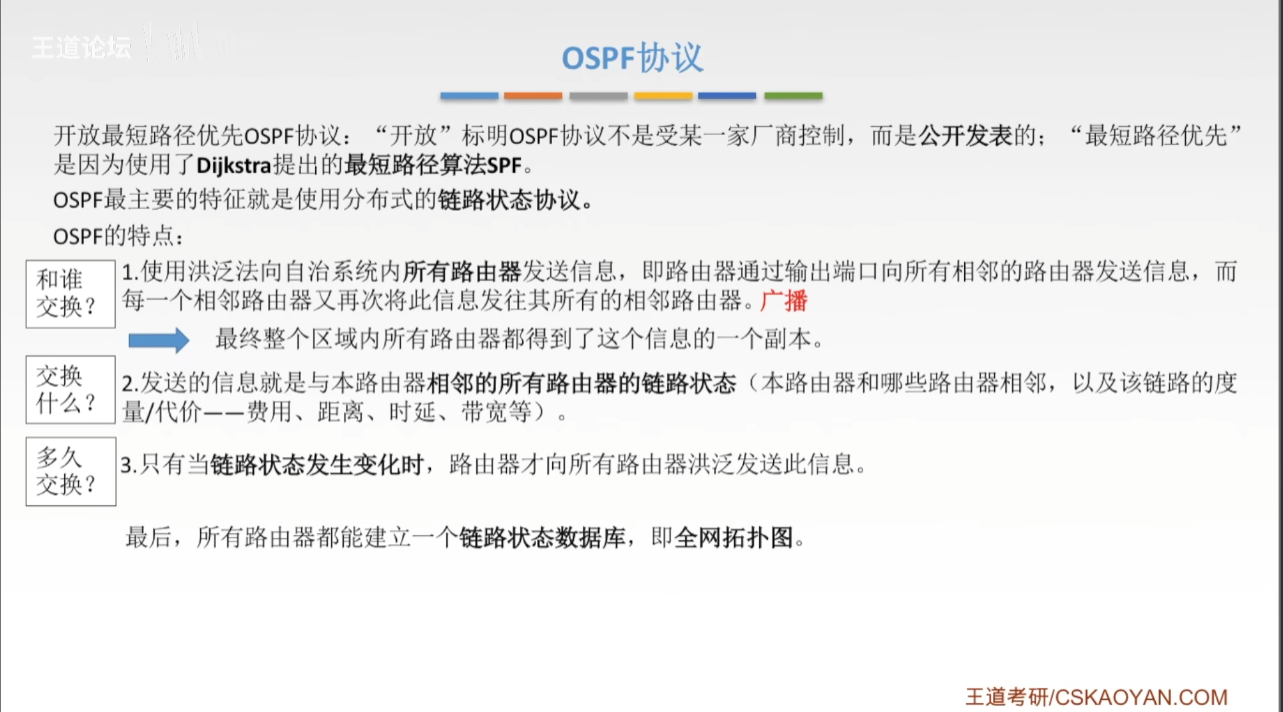 王道论坛
OSPF协议
开放最短路径优先OSPF协议：“开放”标明OSPF协议不是受某一家厂商控制，而是公开发表的；“最短路径优先”
是因为使用了Dijkstra提出的最短路径算法SPF。
OSPF最主要的特征就是使用分布式的链路状态协议。
OSPF的特点：
和谁
交换？
1.使用洪泛法向自治系统内所有路由器发送信息，即路由器通过输出端口向所有相邻的路由器发送信息，而
每一个相邻路由器又再次将此信息发往其所有的相邻路由器。广播
最终整个区域内所有路由器都得到了这个信息的一个副本。
交换
什么？
2.发送的信息就是与本路由器相邻的所有路由器的链路状态（本路由器和哪些路由器相邻，以及该链路的度
量/代价——费用、距离、时延、带宽等）。
多久
交换？
3.只有当链路状态发生变化时，路由器才向所有路由器洪泛发送此信息。
最后，所有路由器都能建立一个链路状态数据库，即全网拓扑图。
王道考研/CSKAOYAN.COM